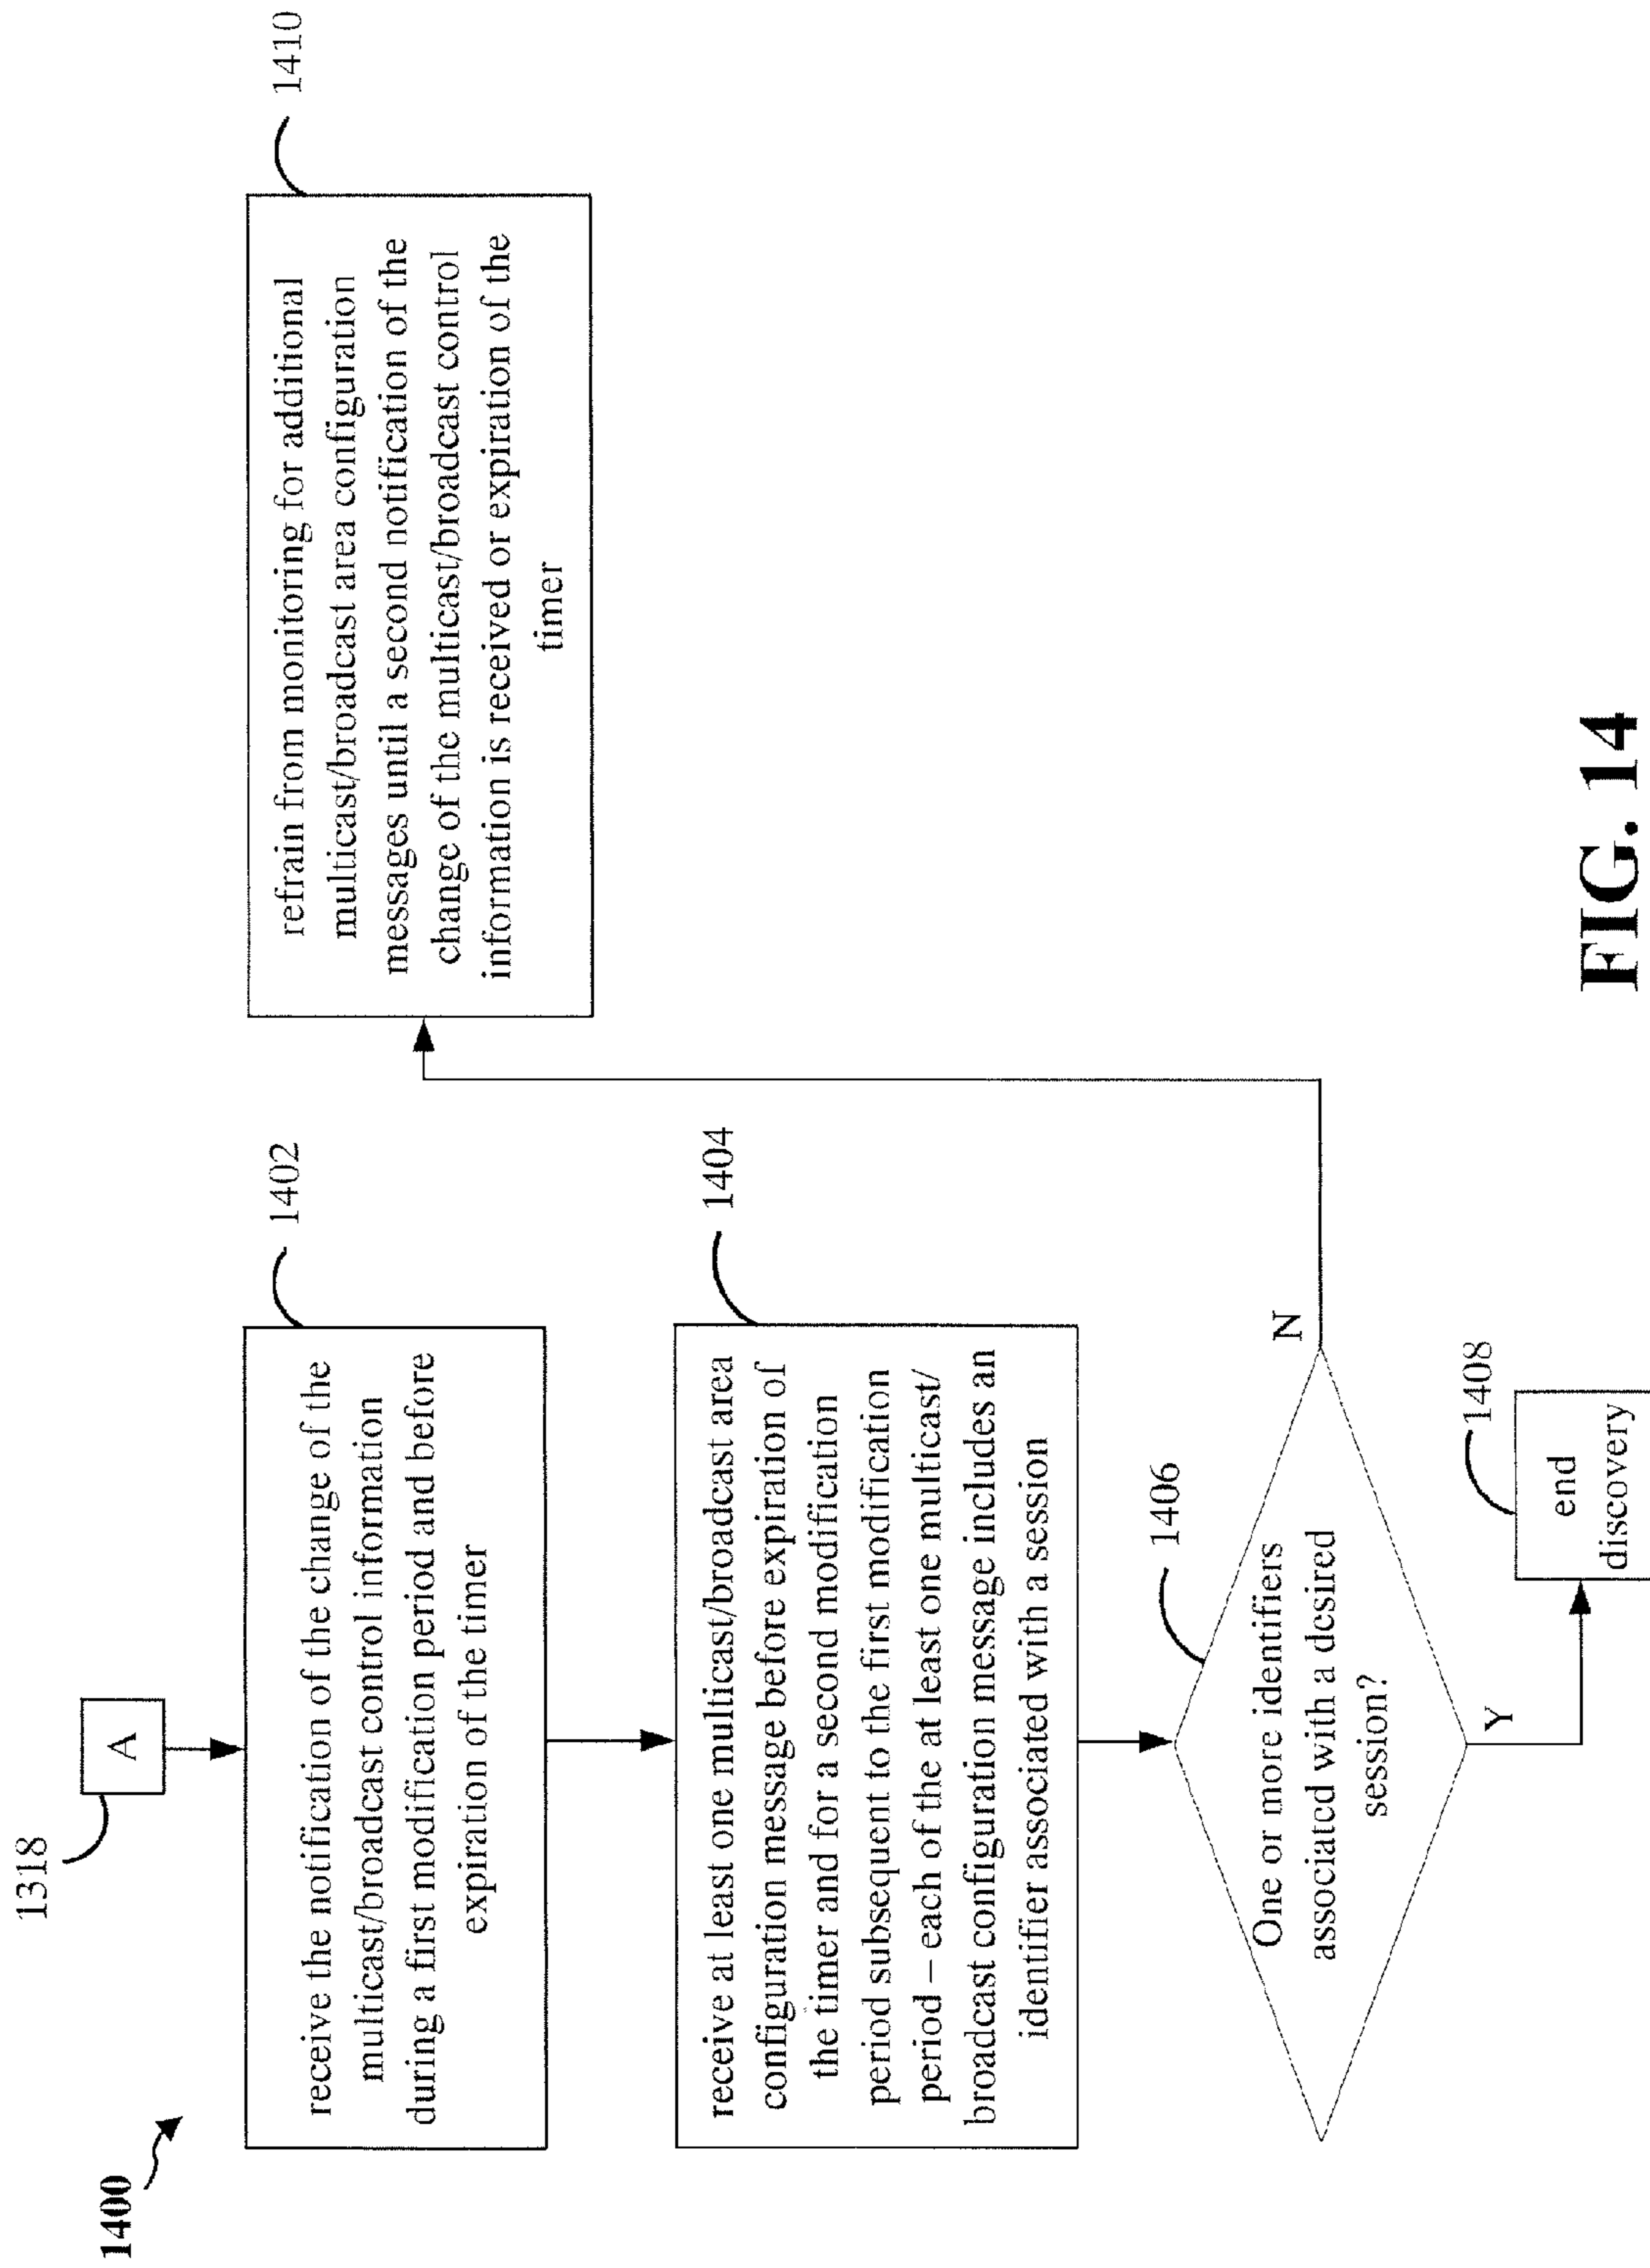 1400
1318
A
1402
receive the notification of the change of the
multicast/broadcast control information
during a first modification period and before
expiration of the timer
1404
receive at least one multicast/broadcast area
configuration message before expiration of
the timer and for a second modification
period subsequent to the first modification
period – each of the at least one multicast/
broadcast configuration message includes an
identifier associated with a session
1406
One or more identifiers
associated with a desired
session?
N
Y
1408
end
discovery
1410
refrain from monitoring for additional
multicast/broadcast area configuration
messages until a second notification of the
change of the multicast/broadcast control
information is received or expiration of the
timer
FIG. 14